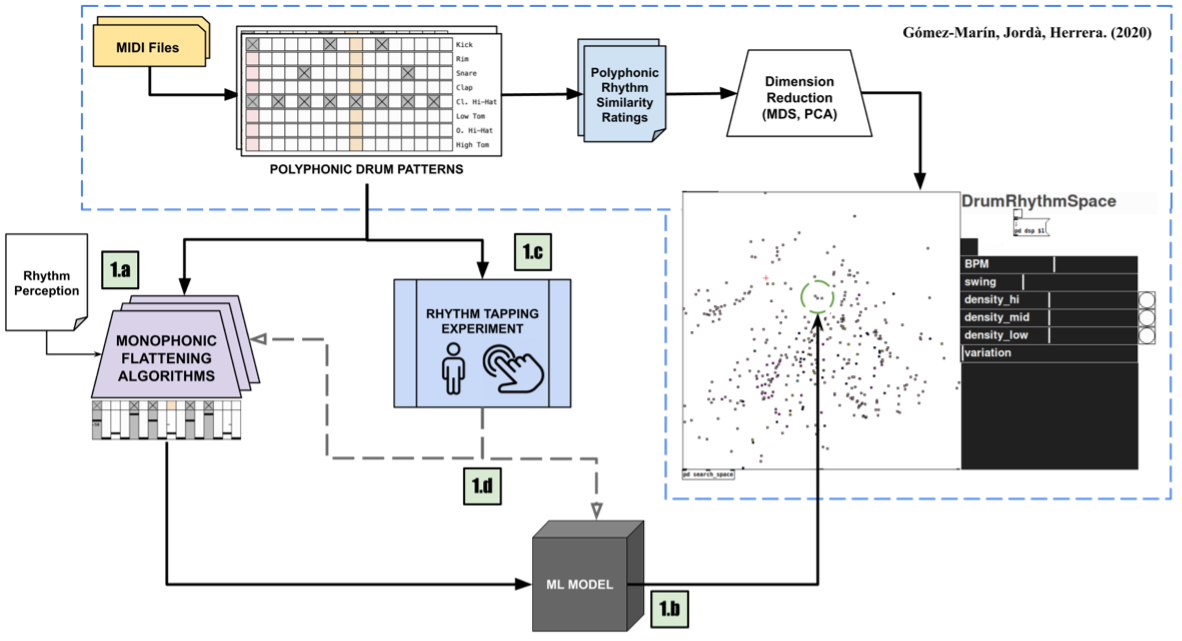 Gómez-Marín, Jordà, Herrera. (2020)
MIDI Files
Kick
Rim
Snare
Clap
Cl. Hi-Hat
Low Tom
O. Hi-Hat
High Tom
POLYPHONIC DRUM PATTERNS
Polyphonic
Rhythm
Similarity
Ratings
Dimension
Reduction
(MDS, PCA)
DrumRhythmSpace
pd dsp $1
BPM
swing
density_hi
density_mid
density_low
variation
pd search_space
Rhythm
Perception
1.a
MONOPHONIC
FLATTENING
ALGORITHMS
1.c
RHYTHM TAPPING
EXPERIMENT
1.d
ML MODEL
1.b